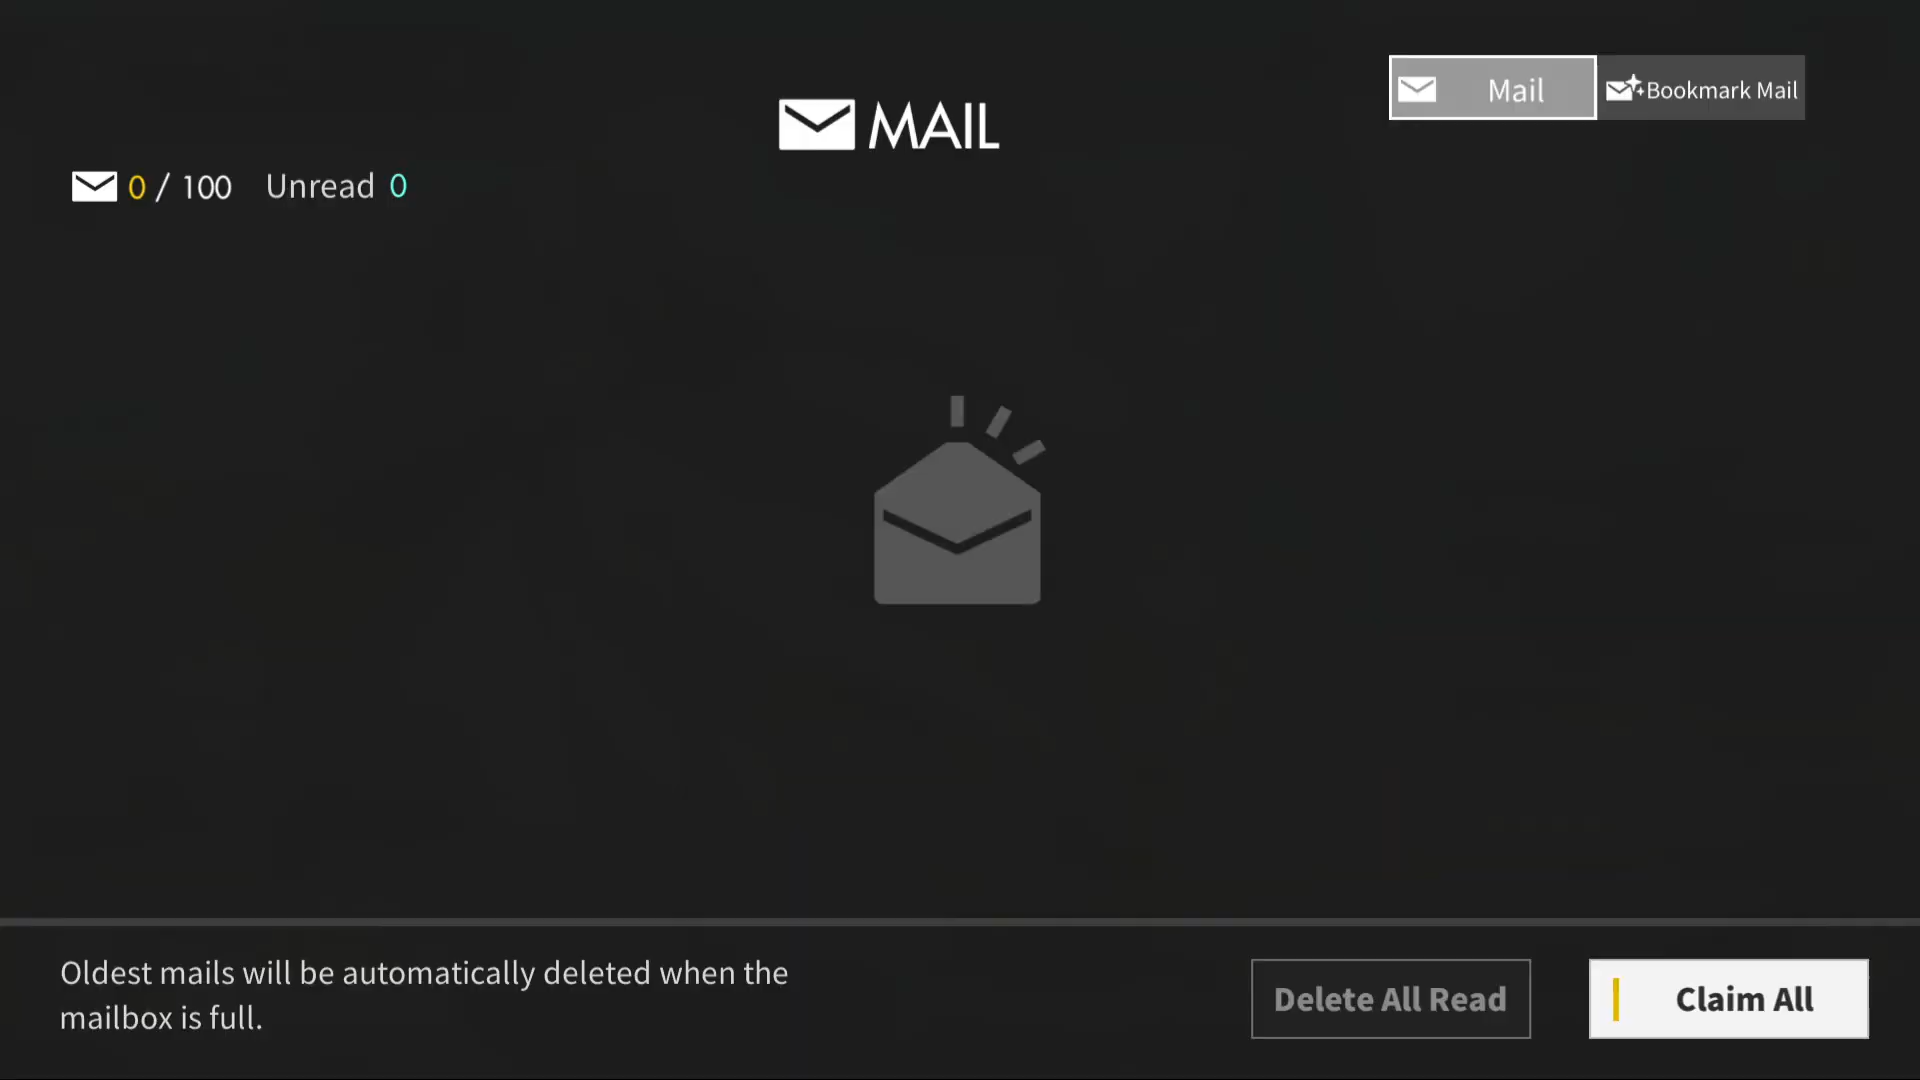 Mail
Bookmark Mail
MAIL
0 / 100 Unread 0
Oldest mails will be automatically deleted when the
mailbox is full.
Delete All Read
Claim All